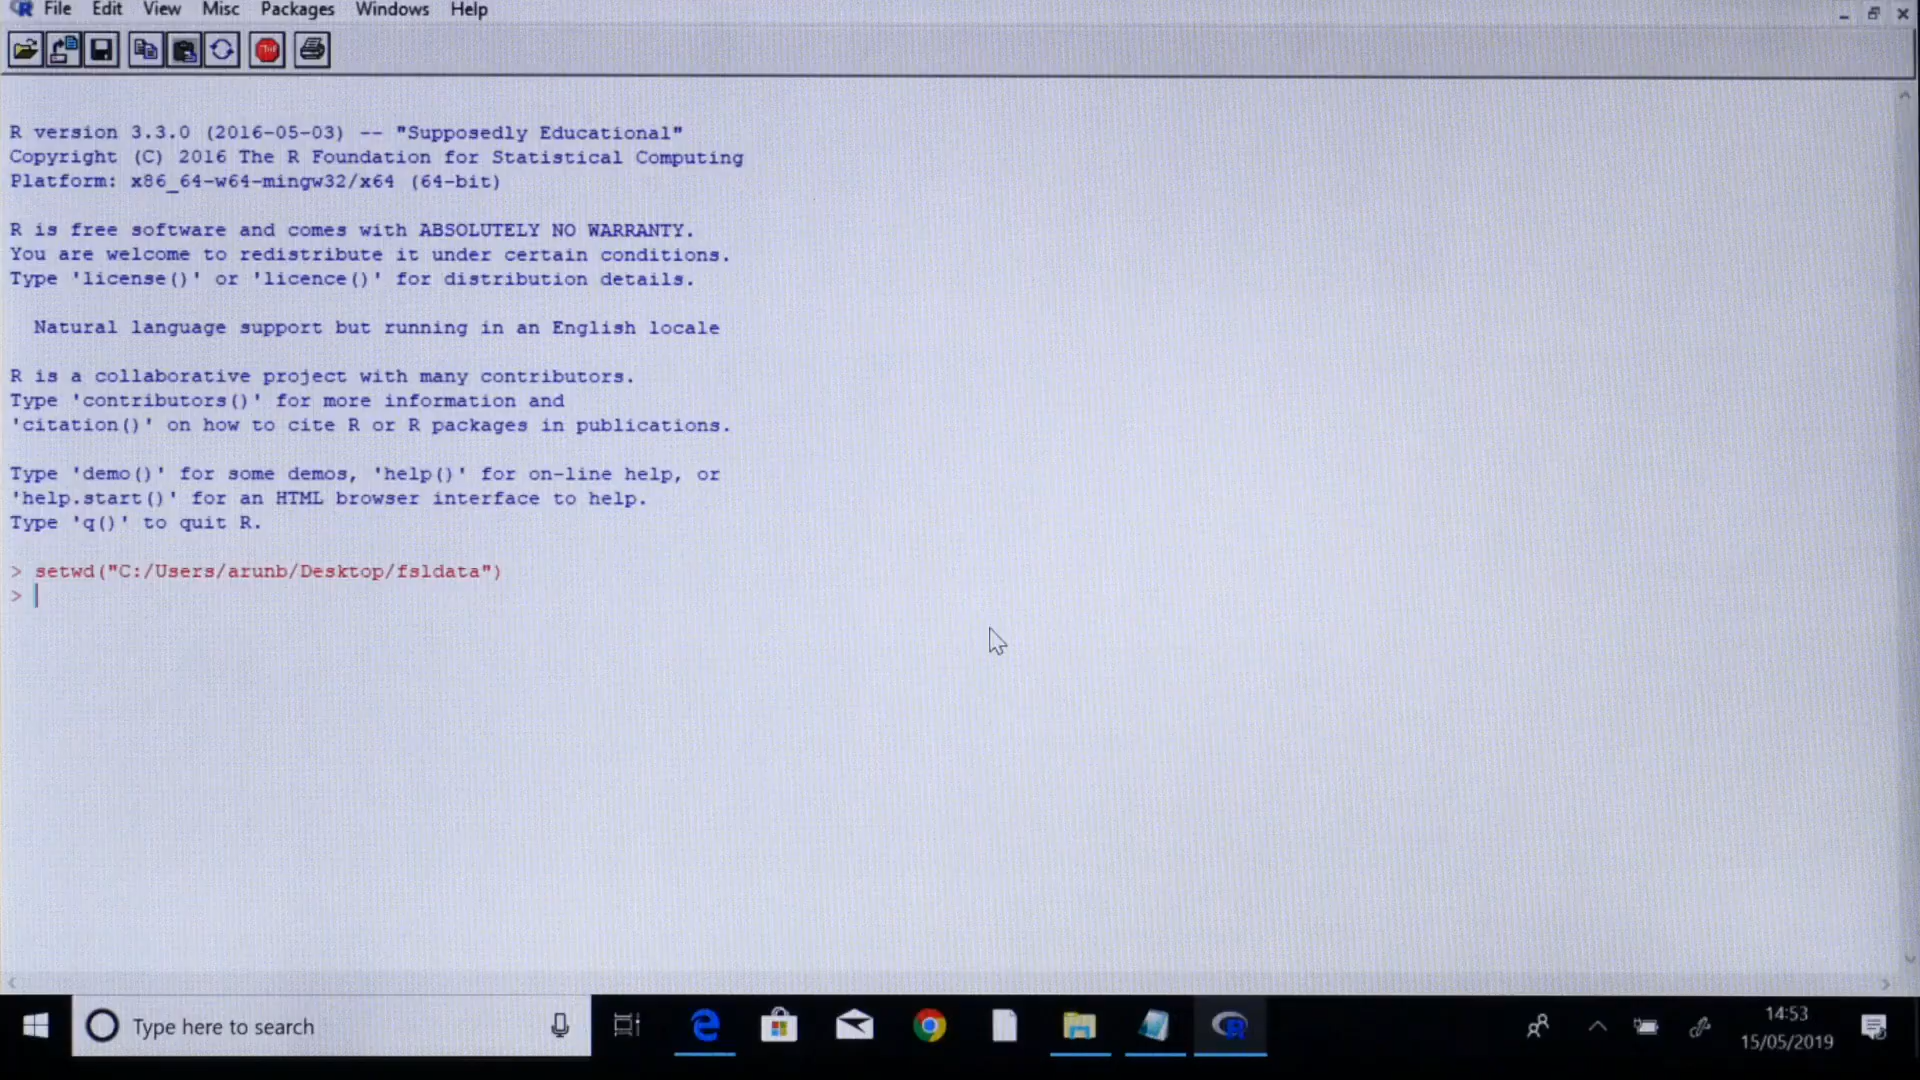 File Edit View Misc Packages Windows Help
R version 3.3.0 (2016-05-03) -- "Supposedly Educational"
Copyright (C) 2016 The R Foundation for Statistical Computing
Platform: x86_64-w64-mingw32/x64 (64-bit)
R is free software and comes with ABSOLUTELY NO WARRANTY.
You are welcome to redistribute it under certain conditions.
Type 'license()' or 'licence()' for distribution details.
Natural language support but running in an English locale
R is a collaborative project with many contributors.
Type 'contributors()' for more information and
'citation()' on how to cite R or R packages in publications.
Type 'demo()' for some demos, 'help()' for on-line help, or
'help.start()' for an HTML browser interface to help.
Type 'q()' to quit R.
> setwd("C:/Users/arunb/Desktop/fsldata")
>
Type here to search
14:53
15/05/2019